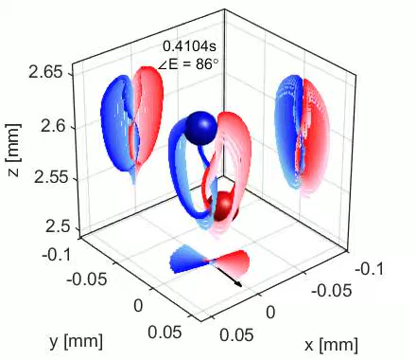 0.4104s
∠E = 86°
2.65
2.6
2.55
2.5
z [mm]
-0.1
-0.05
0
0.05
y [mm]
-0.1
-0.05
0
0.05
x [mm]